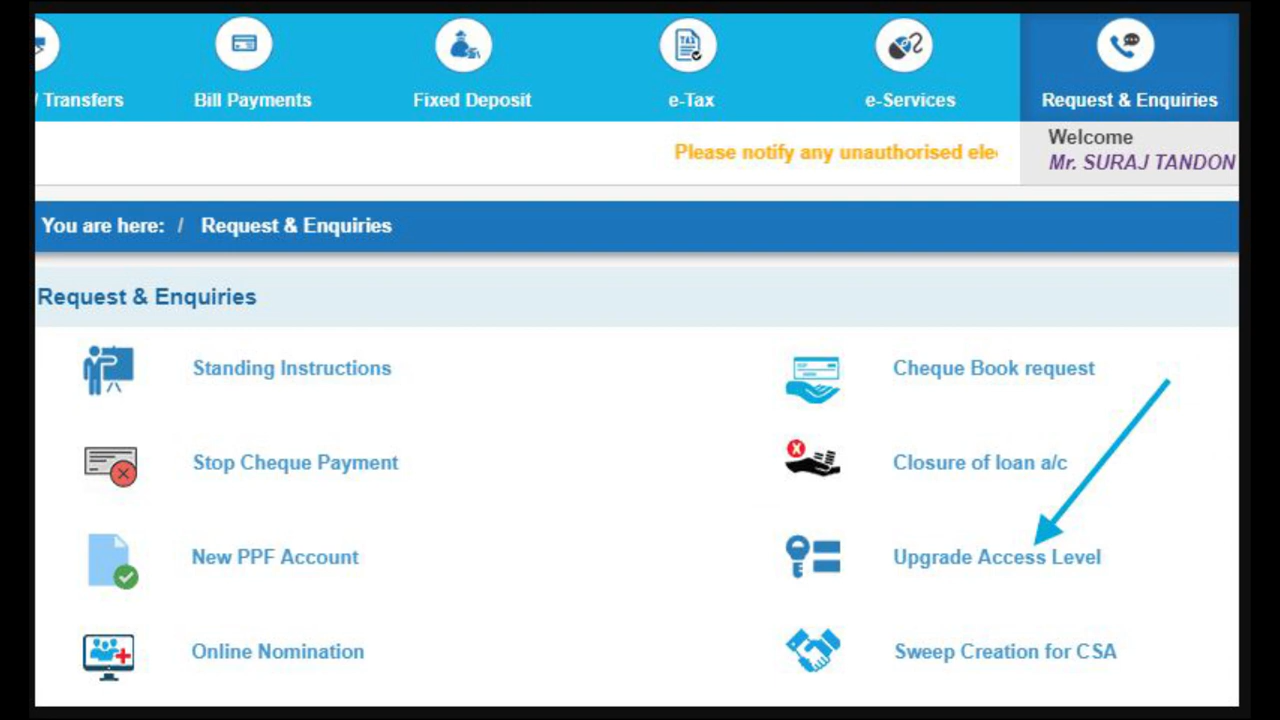 / Transfers
Bill Payments
Fixed Deposit
TAX
e-Tax
e-Services
Request & Enquiries
Please notify any unauthorised
Welcome
Mr. SURAJ TANDON
You are here: / Request & Enquiries
Request & Enquiries
Standing Instructions
Cheque Book request
Stop Cheque Payment
Closure of loan a/c
New PPF Account
Upgrade Access Level
Online Nomination
Sweep Creation for CSA